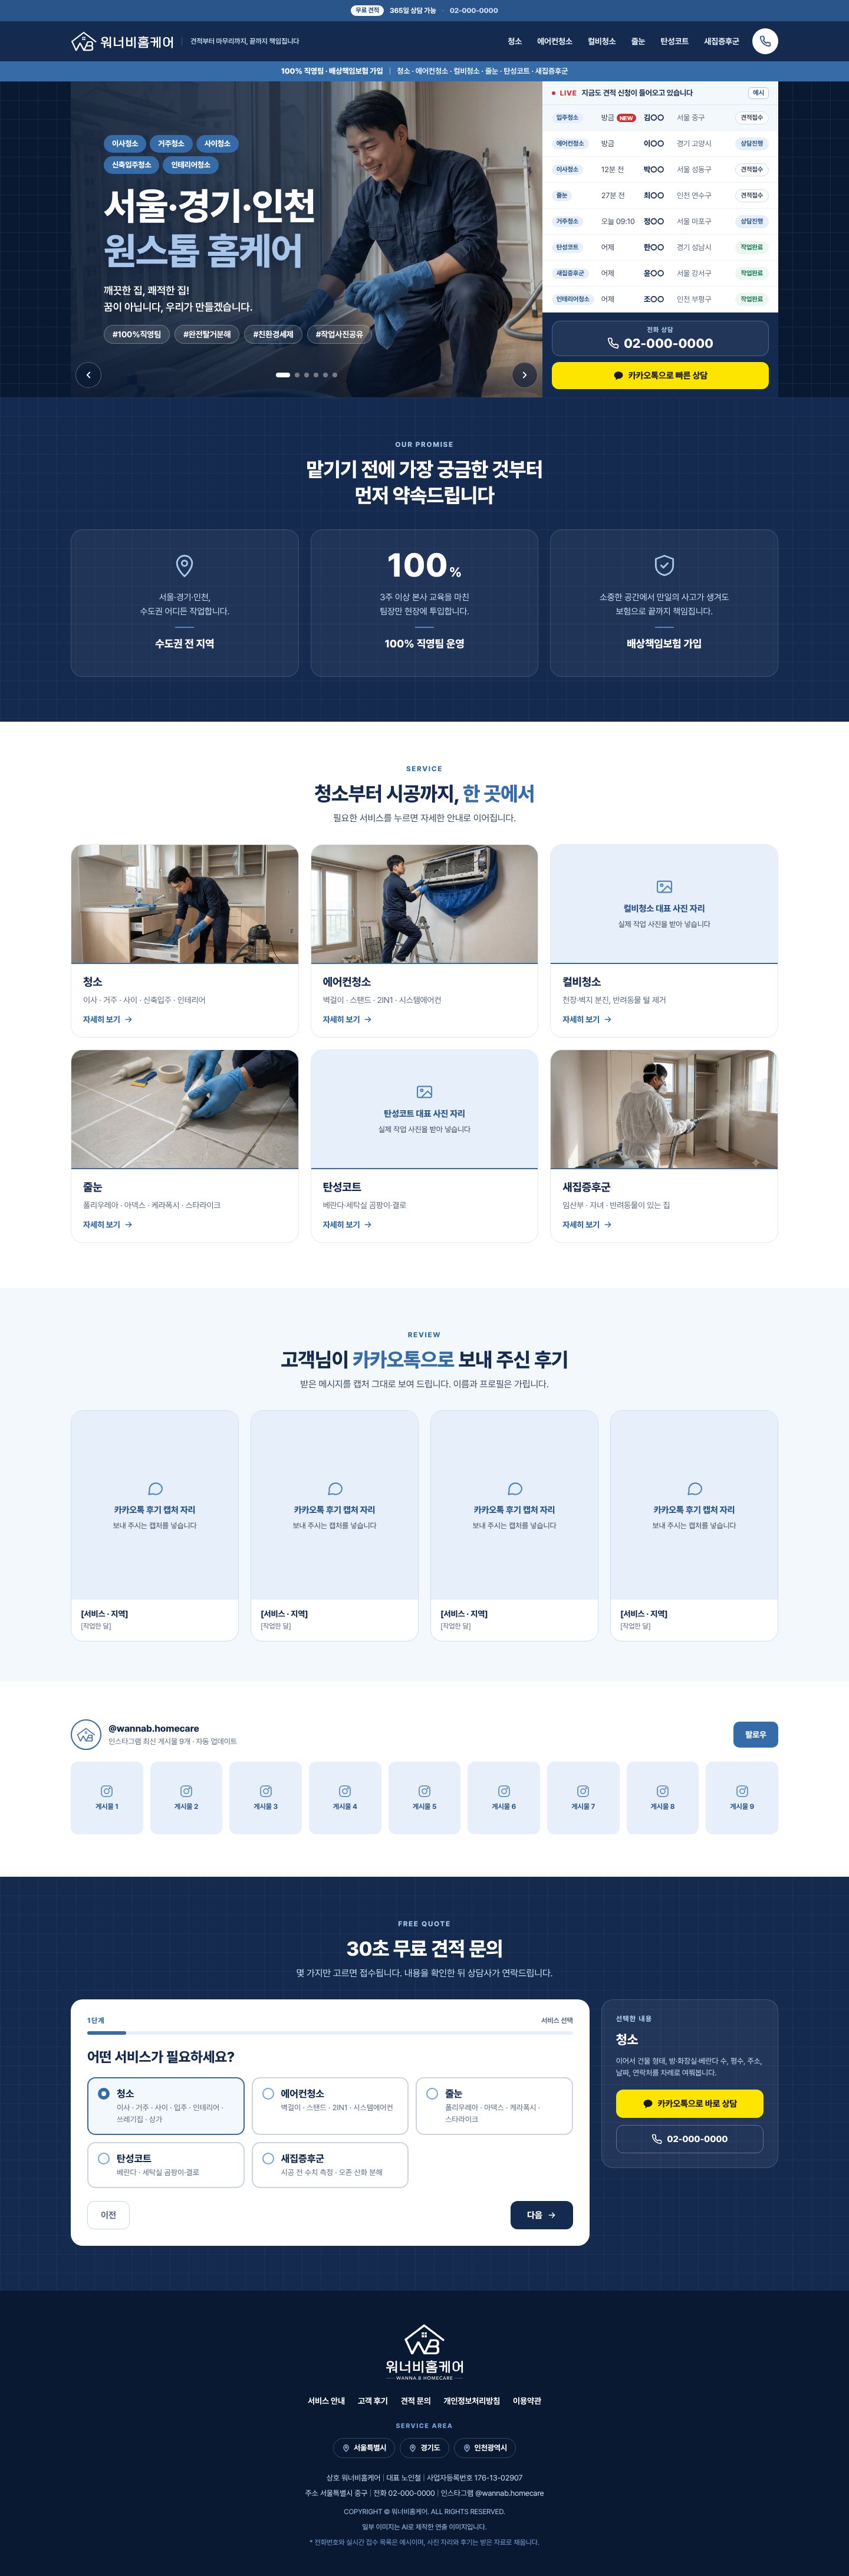 무료 견적 365일 상담 가능 · 02-000-0000
워너비홈케어 견적부터 마무리까지, 끝까지 책임집니다
청소 에어컨청소 컬비청소 줄눈 탄성코트 새집증후군
100% 직영팀 · 배상책임보험 가입 | 청소 · 에어컨청소 · 컬비청소 · 줄눈 · 탄성코트 · 새집증후군
이사청소 거주청소 사이청소
신축입주청소 인테리어청소
서울·경기·인천
원스톱 홈케어
깨끗한 집, 쾌적한 집!
꿈이 아닙니다, 우리가 만들겠습니다.
#100%직영팀 #완전탈거분해 #친환경세제 #작업사진공유
LIVE 지금도 견적 신청이 들어오고 있습니다 예시
입주청소 방금 NEW 김○○ 서울 중구 견적접수
에어컨청소 방금 이○○ 경기 고양시 상담진행
이사청소 12분 전 박○○ 서울 성동구 견적접수
줄눈 27분 전 최○○ 인천 연수구 견적접수
거주청소 오늘 09:10 정○○ 서울 마포구 상담진행
탄성코트 어제 한○○ 경기 성남시 작업완료
새집증후군 어제 윤○○ 서울 강서구 작업완료
인테리어청소 어제 조○○ 인천 부평구 작업완료
전화 상담
02-000-0000
카카오톡으로 빠른 상담
OUR PROMISE
맡기기 전에 가장 궁금한 것부터
먼저 약속드립니다
서울·경기·인천,
수도권 어디든 작업합니다.
수도권 전 지역
100%
3주 이상 본사 교육을 마친
팀장만 현장에 투입합니다.
100% 직영팀 운영
소중한 공간에서 만일의 사고가 생겨도
보험으로 끝까지 책임집니다.
배상책임보험 가입
SERVICE
청소부터 시공까지, 한 곳에서
필요한 서비스를 누르면 자세한 안내로 이어집니다.
청소
이사 · 거주 · 사이 · 신축입주 · 인테리어
자세히 보기 →
에어컨청소
벽걸이 · 스탠드 · 2IN1 · 시스템에어컨
자세히 보기 →
컬비청소 대표 사진 자리
실제 작업 사진을 받아 넣습니다
컬비청소
천장·벽지 분진, 반려동물 털 제거
자세히 보기 →
줄눈
폴리우레아 · 아덱스 · 케라폭시 · 스타라이크
자세히 보기 →
탄성코트 대표 사진 자리
실제 작업 사진을 받아 넣습니다
탄성코트
베란다·세탁실 곰팡이·결로
자세히 보기 →
새집증후군
임산부 · 자녀 · 반려동물이 있는 집
자세히 보기 →
REVIEW
고객님이 카카오톡으로 보내 주신 후기
받은 메시지를 캡처 그대로 보여 드립니다. 이름과 프로필은 가립니다.
카카오톡 후기 캡처 자리
보내 주시는 캡처를 넣습니다
[서비스 · 지역]
[작업한 달]
카카오톡 후기 캡처 자리
보내 주시는 캡처를 넣습니다
[서비스 · 지역]
[작업한 달]
카카오톡 후기 캡처 자리
보내 주시는 캡처를 넣습니다
[서비스 · 지역]
[작업한 달]
카카오톡 후기 캡처 자리
보내 주시는 캡처를 넣습니다
[서비스 · 지역]
[작업한 달]
@wannab.homecare
인스타그램 최신 게시물 9개 · 자동 업데이트
팔로우
게시물 1 게시물 2 게시물 3 게시물 4 게시물 5 게시물 6 게시물 7 게시물 8 게시물 9
FREE QUOTE
30초 무료 견적 문의
몇 가지만 고르면 접수됩니다. 내용을 확인한 뒤 상담사가 연락드립니다.
1단계 서비스 선택
어떤 서비스가 필요하세요?
청소
이사 · 거주 · 사이 · 입주 · 인테리어 ·
쓰레기집 · 상가
에어컨청소
벽걸이 · 스탠드 · 2IN1 · 시스템에어컨
줄눈
폴리우레아 · 아덱스 · 케라폭시 ·
스타라이크
탄성코트
베란다 · 세탁실 곰팡이·결로
새집증후군
시공 전 수치 측정 · 오존 산화 분해
이전
다음 →
선택한 내용
청소
이어서 건물 형태, 방·화장실·베란다 수, 평수, 주소,
날짜, 연락처를 차례로 여쭤봅니다.
카카오톡으로 바로 상담
02-000-0000
워너비홈케어
WANNA.B HOMECARE
서비스 안내 고객 후기 견적 문의 개인정보처리방침 이용약관
SERVICE AREA
서울특별시 경기도 인천광역시
상호 워너비홈케어 | 대표 노인철 | 사업자등록번호 176-13-02907
주소 서울특별시 중구 | 전화 02-000-0000 | 인스타그램 @wannab.homecare
COPYRIGHT © 워너비홈케어. ALL RIGHTS RESERVED.
일부 이미지는 AI로 제작한 연출 이미지입니다.
* 전화번호와 실시간 접수 목록은 예시이며, 사진 자리와 후기는 받은 자료로 채웁니다.